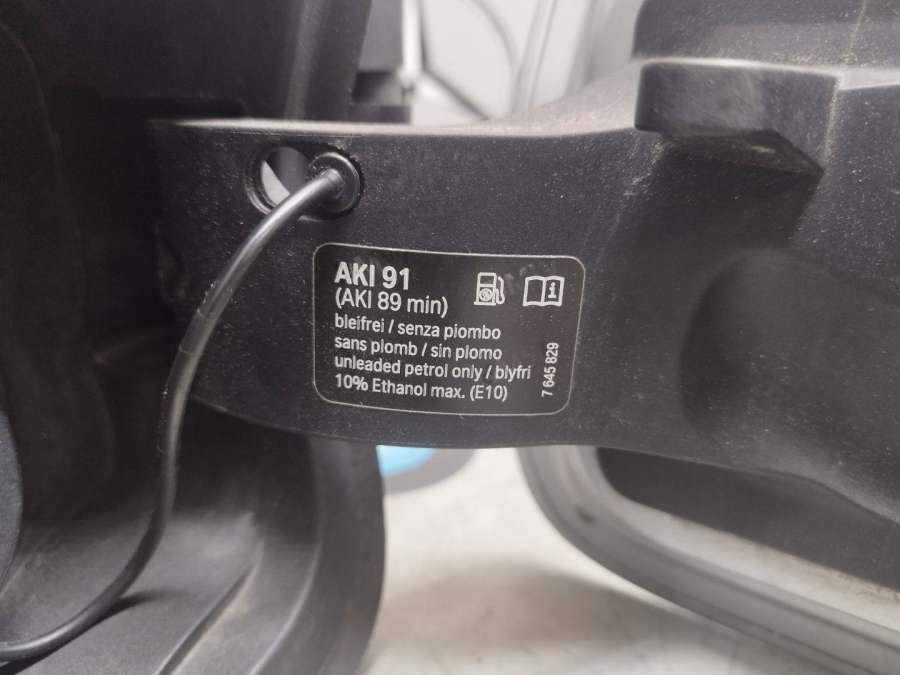 AKI 91
(AKI 89 min)
bleifrei / senza piombo
sans plomb / sin plomo
unleaded petrol only / blyfri
10% Ethanol max. (E10)
7 645 829